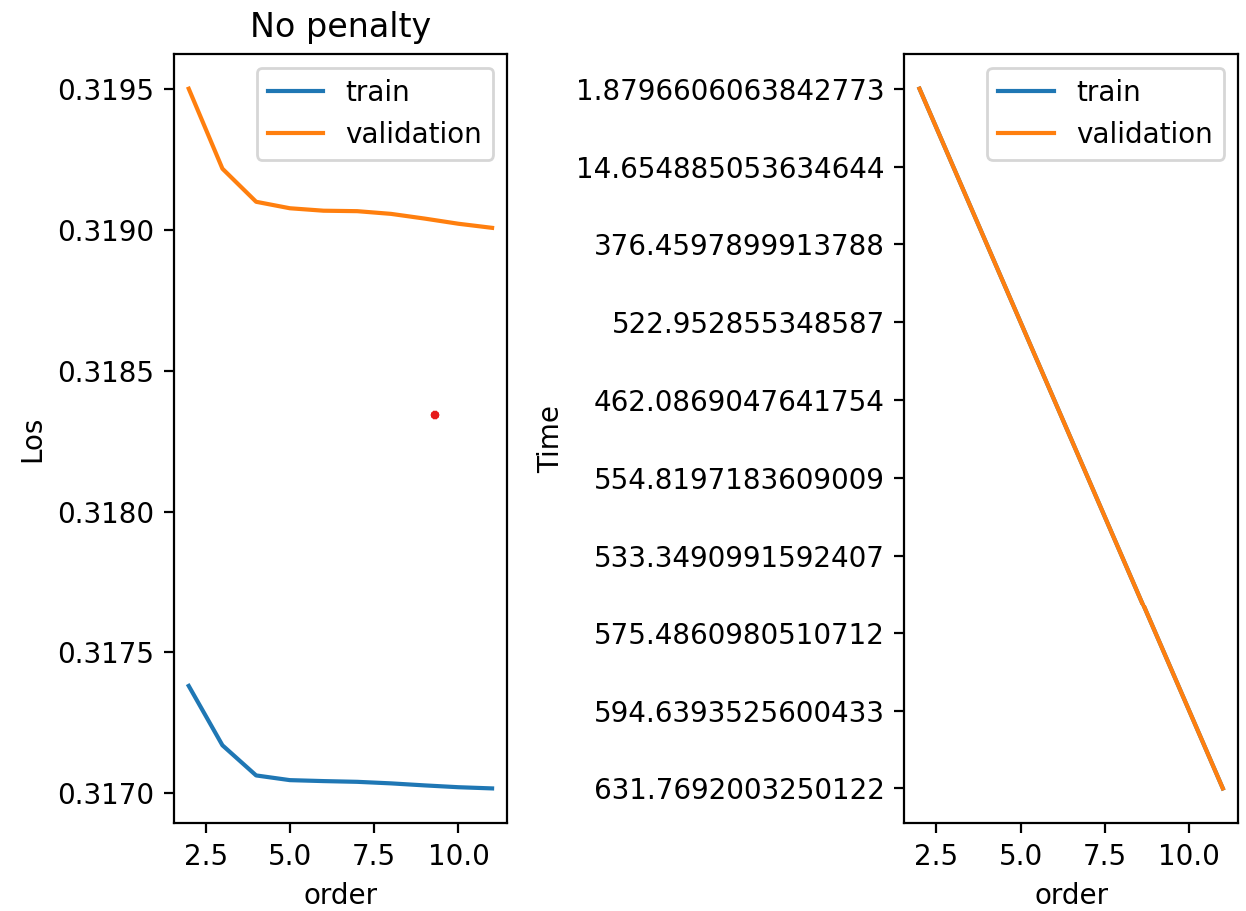 No penalty
train
validation
0.3195
0.3190
0.3185
0.3180
0.3175
0.3170
Los
2.5 5.0 7.5 10.0
order
train
validation
1.8796606063842773
14.654885053634644
376.4597899913788
522.952855348587
462.0869047641754
554.8197183609009
533.3490991592407
575.4860980510712
594.6393525600433
631.7692003250122
Time
2.5 5.0 7.5 10.0
order